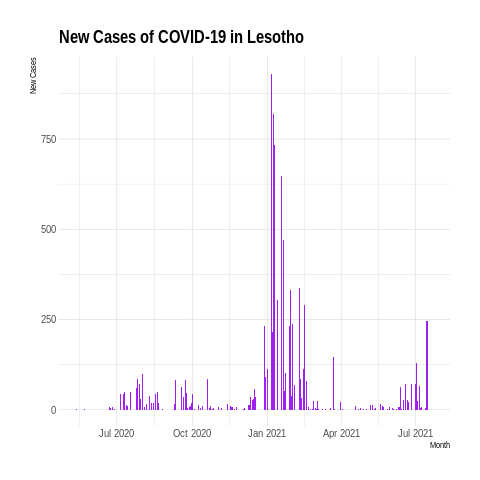 New Cases of COVID-19 in Lesotho
New Cases
750
500
250
0
Jul 2020 Oct 2020 Jan 2021 Apr 2021 Jul 2021
Month